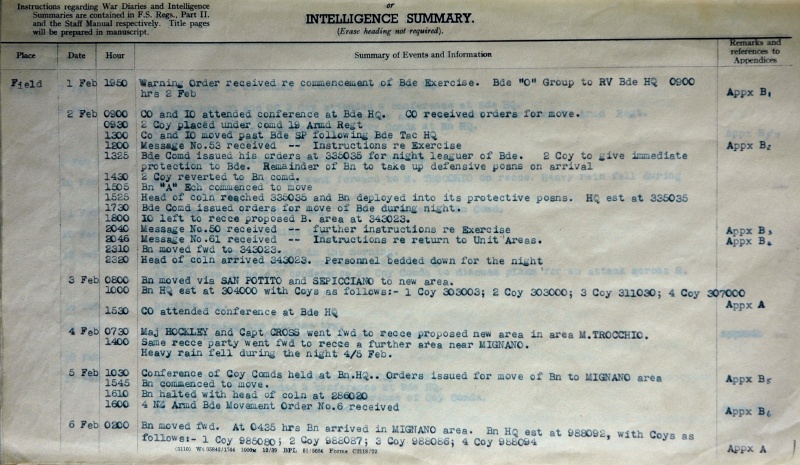 Instructions regarding War Diaries and Intelligence
Summaries are contained in F.S. Regs., Part II.
and the Staff Manual respectively. Title pages
will be prepared in manuscript.
or
INTELLIGENCE SUMMARY.
(Erase heading not required).
Place Date Hour Summary of Events and Information Remarks and references to Appendices
Field 1 Feb 1950 Warning Order received re commencement of Bde Exercise. Bde "O" Group to RV Bde HQ 0900
hrs 2 Feb Appx B1
2 Feb 0900 CO and IO attended conference at Bde HQ. CO received orders for move.
0930 2 Coy placed under comd 19 Armd Regt
1300 Co and IO moved past Bde SP following Bde Tac HQ
1200 Message No.53 received -- Instructions re Exercise Appx B2
1325 Bde Comd issued his orders at 335035 for night leaguer of Bde. 2 Coy to give immediate
protection to Bde. Remainder of Bn to take up defensive posns on arrival
1430 2 Coy reverted to Bn comd.
1505 Bn "A" Ech commenced to move
1525 Head of coln reached 335035 and Bn deployed into its protective posns. HQ est at 335035
1730 Bde Comd issued orders for move of Bde during night.
1800 IO left to recce proposed B. area at 343023.
2040 Message No.50 received -- further instructions re Exercise Appx B3
2046 Message No.61 received -- Instructions re return to Unit Areas. Appx B4
2310 Bn moved fwd to 343023.
2320 Head of coln arrived 343023. Personnel bedded down for the night
3 Feb 0800 Bn moved via SAN POTITO and SEPICCIANO to new area.
1000 Bn HQ est at 304000 with Coys as follows:- 1 Coy 303003; 2 Coy 303000; 3 Coy 311030; 4 Coy 307000
Appx A
1530 CO attended conference at Bde HQ
4 Feb 0730 Maj HOCKLEY and Capt CROSS went fwd to recce proposed new area in area M.TROCCHIO.
1400 Same recce party went fwd to recce a further area near MIGNANO.
Heavy rain fell during the night 4/5 Feb.
5 Feb 1030 Conference of Coy Comds held at Bn.HQ.. Orders issued for move of Bn to MIGNANO area Appx B5
1545 Bn commenced to move.
1610 Bn halted with head of coln at 286020
1600 4 NZ Armd Bde Movement Order No.6 received Appx B6
6 Feb 0200 Bn moved fwd. At 0435 hrs Bn arrived in MIGNANO area. Bn HQ est at 988092, with Coys as
follows:- 1 Coy 985080; 2 Coy 988087; 3 Coy 988086; 4 Coy 988094 Appx A